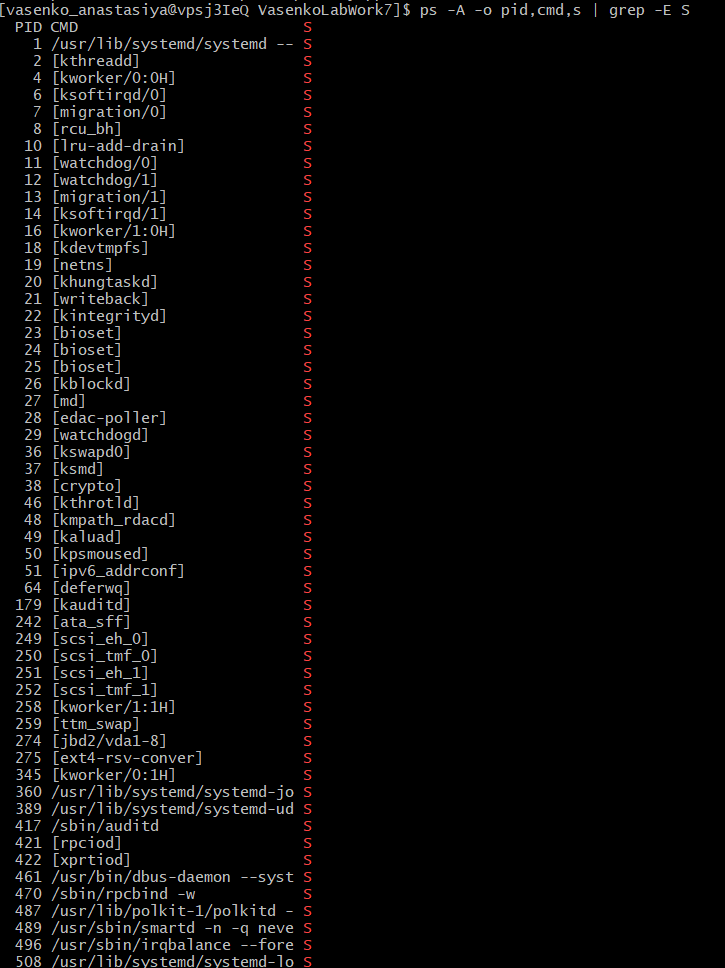 [vasenko_anastasiya@vpsj3IeQ VasenkoLabWork7]$ ps -A -o pid,cmd,s | grep -E S
PID CMD S
1 /usr/lib/systemd/systemd -- S
2 [kthreadd] S
4 [kworker/0:0H] S
6 [ksoftirqd/0] S
7 [migration/0] S
8 [rcu_bh] S
10 [lru-add-drain] S
11 [watchdog/0] S
12 [watchdog/1] S
13 [migration/1] S
14 [ksoftirqd/1] S
16 [kworker/1:0H] S
18 [kdevtmpfs] S
19 [netns] S
20 [khungtaskd] S
21 [writeback] S
22 [kintegrityd] S
23 [bioset] S
24 [bioset] S
25 [bioset] S
26 [kblockd] S
27 [md] S
28 [edac-poller] S
29 [watchdogd] S
36 [kswapd0] S
37 [ksmd] S
38 [crypto] S
46 [kthrotld] S
48 [kmpath_rdacd] S
49 [kaluad] S
50 [kpsmoused] S
51 [ipv6_addrconf] S
64 [deferwq] S
179 [kauditd] S
242 [ata_sff] S
249 [scsi_eh_0] S
250 [scsi_tmf_0] S
251 [scsi_eh_1] S
252 [scsi_tmf_1] S
258 [kworker/1:1H] S
259 [ttm_swap] S
274 [jbd2/vda1-8] S
275 [ext4-rsv-conver] S
345 [kworker/0:1H] S
360 /usr/lib/systemd/systemd-jo S
389 /usr/lib/systemd/systemd-ud S
417 /sbin/auditd S
421 [rpciod] S
422 [xprtiod] S
461 /usr/bin/dbus-daemon --syst S
470 /sbin/rpcbind -w S
487 /usr/lib/polkit-1/polkitd - S
489 /usr/sbin/smartd -n -q neve S
496 /usr/sbin/irqbalance --fore S
508 /usr/lib/systemd/systemd-lo S